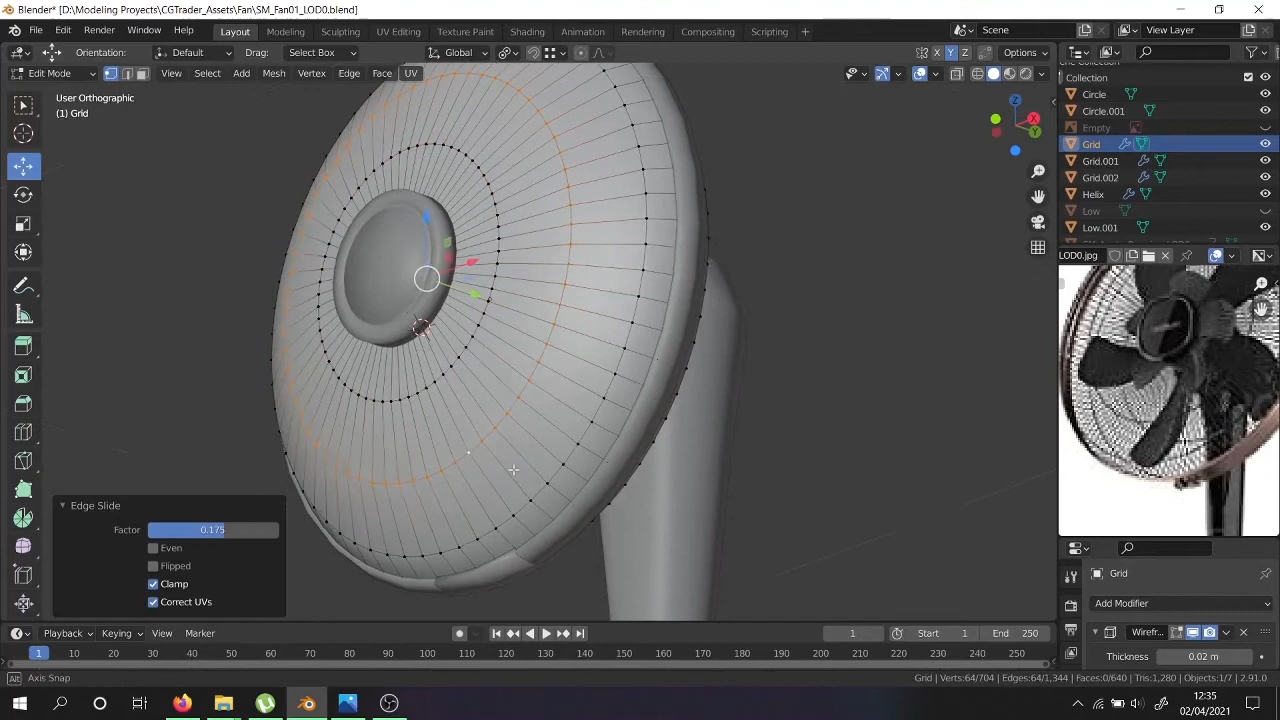 Blender* [D:\Modeling Projects\CGTrader_Assets\Fan\SM_Fan01_LOD0.blend]
File Edit Render Window Help Layout Modeling Sculpting UV Editing Texture Paint Shading Animation Rendering Compositing Scripting + Scene View Layer
Orientation: Default Drag: Select Box Global X Y Z Options
Edit Mode View Select Add Mesh Vertex Edge Face UV
User Orthographic
(1) Grid
Z X Y
Collection
Circle
Circle.001
Empty
Grid
Grid.001
Grid.002
Helix
Low
Low.001
LOD0.jpg
Edge Slide
Factor 0.175
Even
Flipped
Clamp
Correct UVs
Grid
Add Modifier
Wirefr...
Thickness 0.02 m
Playback Keying View Marker 1 Start 1 End 250
1 10 20 30 40 50 60 70 80 90 100 110 120 130 140 150 160 170 180 190 200 210 220 230 240 250
Alt Axis Snap Grid | Verts:64/704 | Edges:64/1,344 | Faces:0/640 | Tris:1,280 | Objects:1/7 | 2.91.0
12:35
02/04/2021